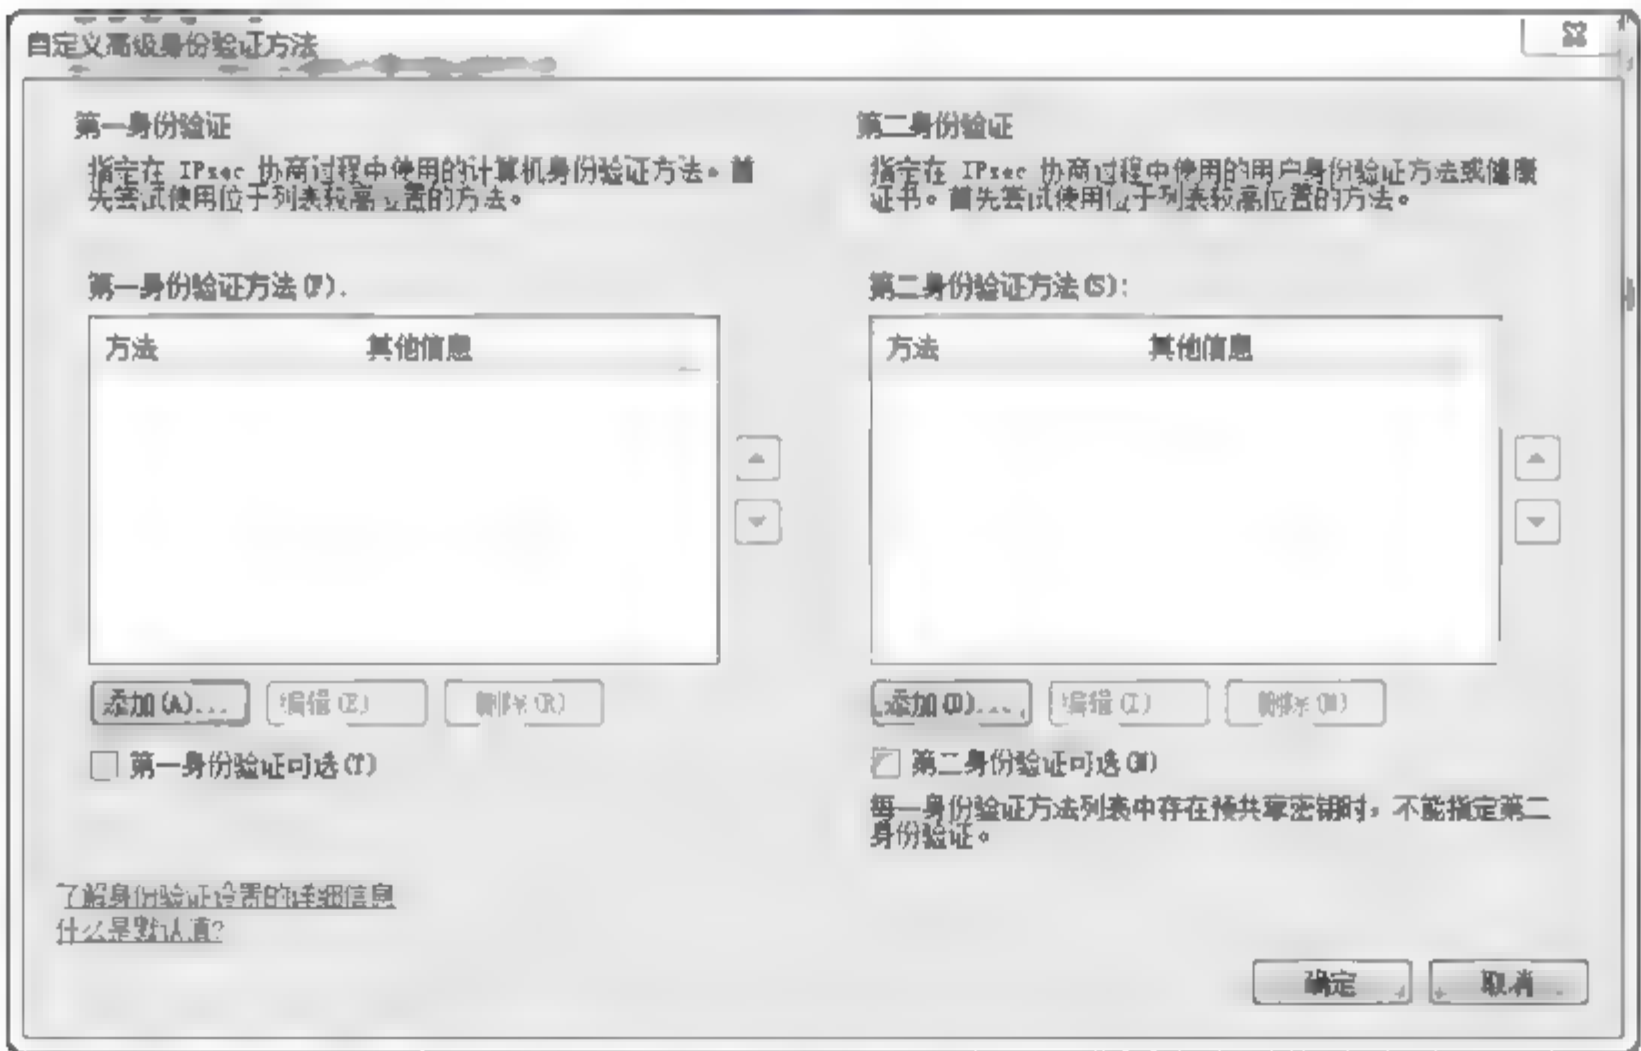 自定义高级身份验证方法
第一身份验证
指定在 IPsec 协商过程中使用的计算机身份验证方法。首
先尝试使用位于列表较高位置的方法。
第一身份验证方法(F):
方法 其他信息
添加(A)... 编辑(E) 删除(R)
第一身份验证可选(T)
第二身份验证
指定在 IPsec 协商过程中使用的用户身份验证方法或健康
证书。首先尝试使用位于列表较高位置的方法。
第二身份验证方法(S):
方法 其他信息
添加(D)... 编辑(I) 删除(M)
第二身份验证可选
每一身份验证方法列表中存在预共享密钥时，不能指定第二
身份验证。
了解身份验证设置的详细信息
什么是默认值?
确定 取消